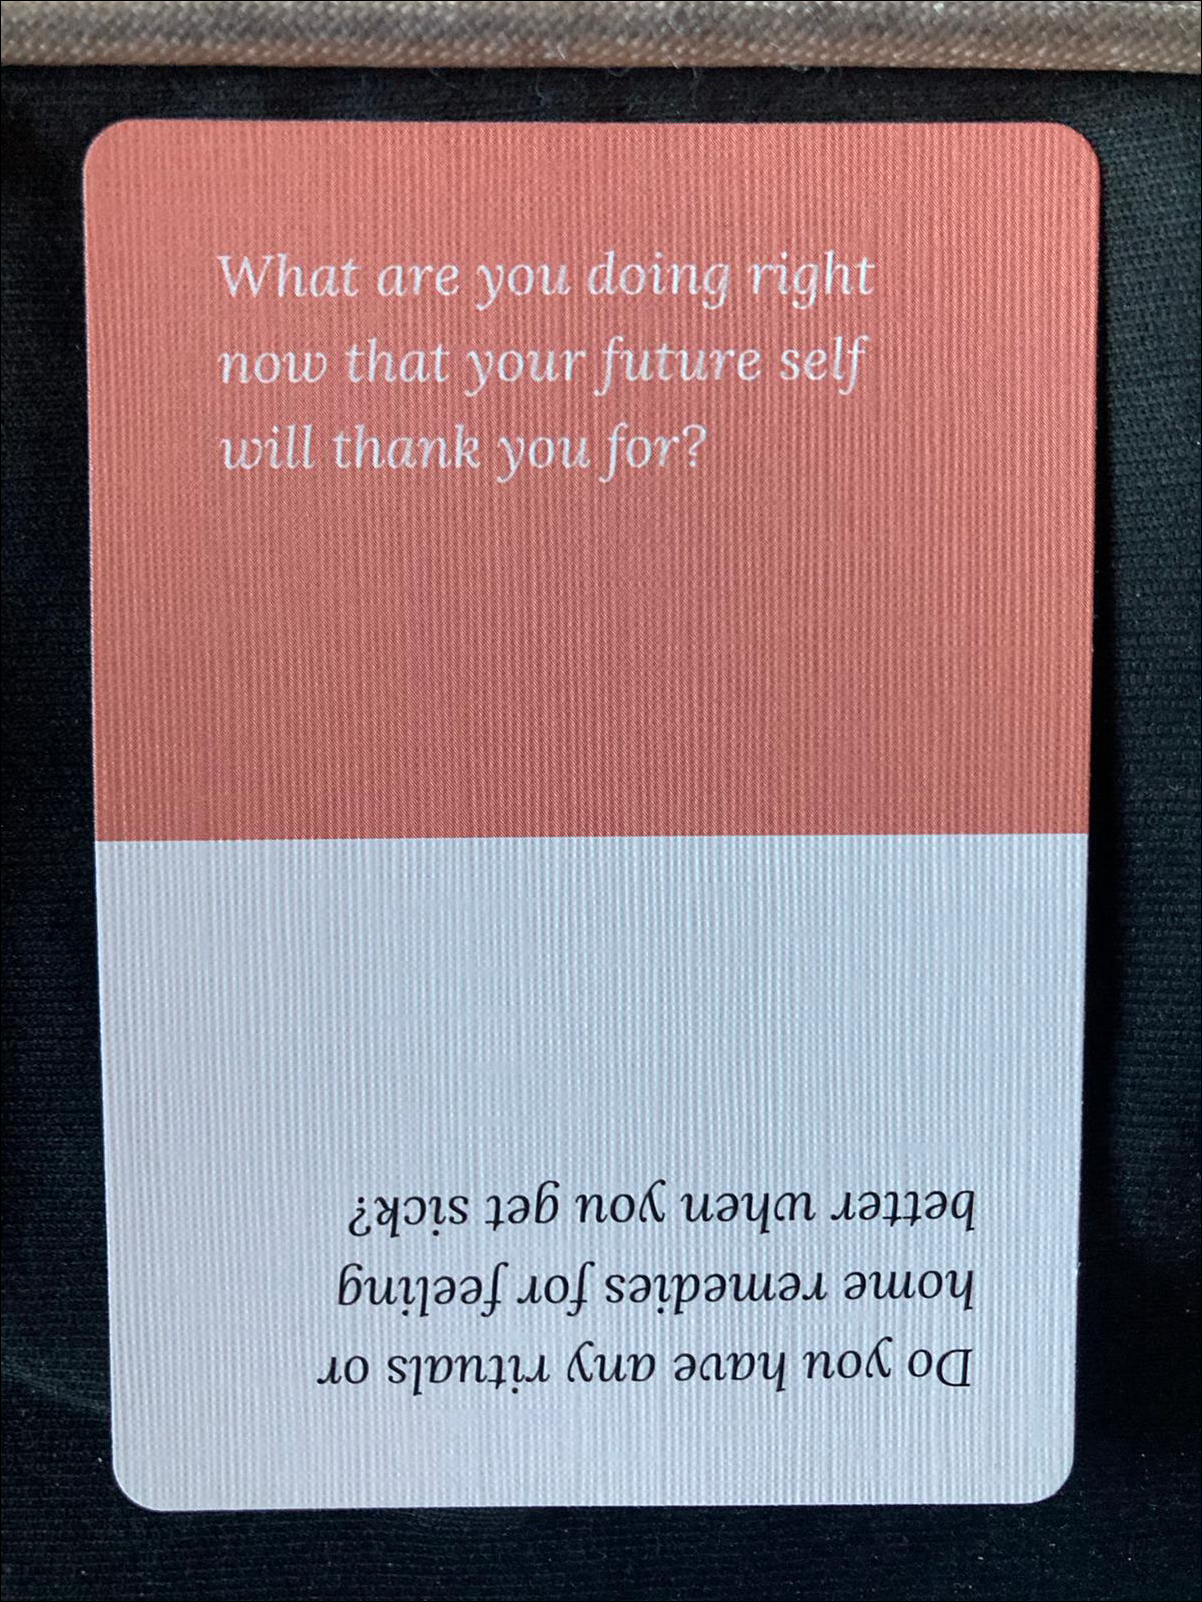 What are you doing right
now that your future self
will thank you for?
Do you have any rituals or
home remedies for feeling
better when you get sick?